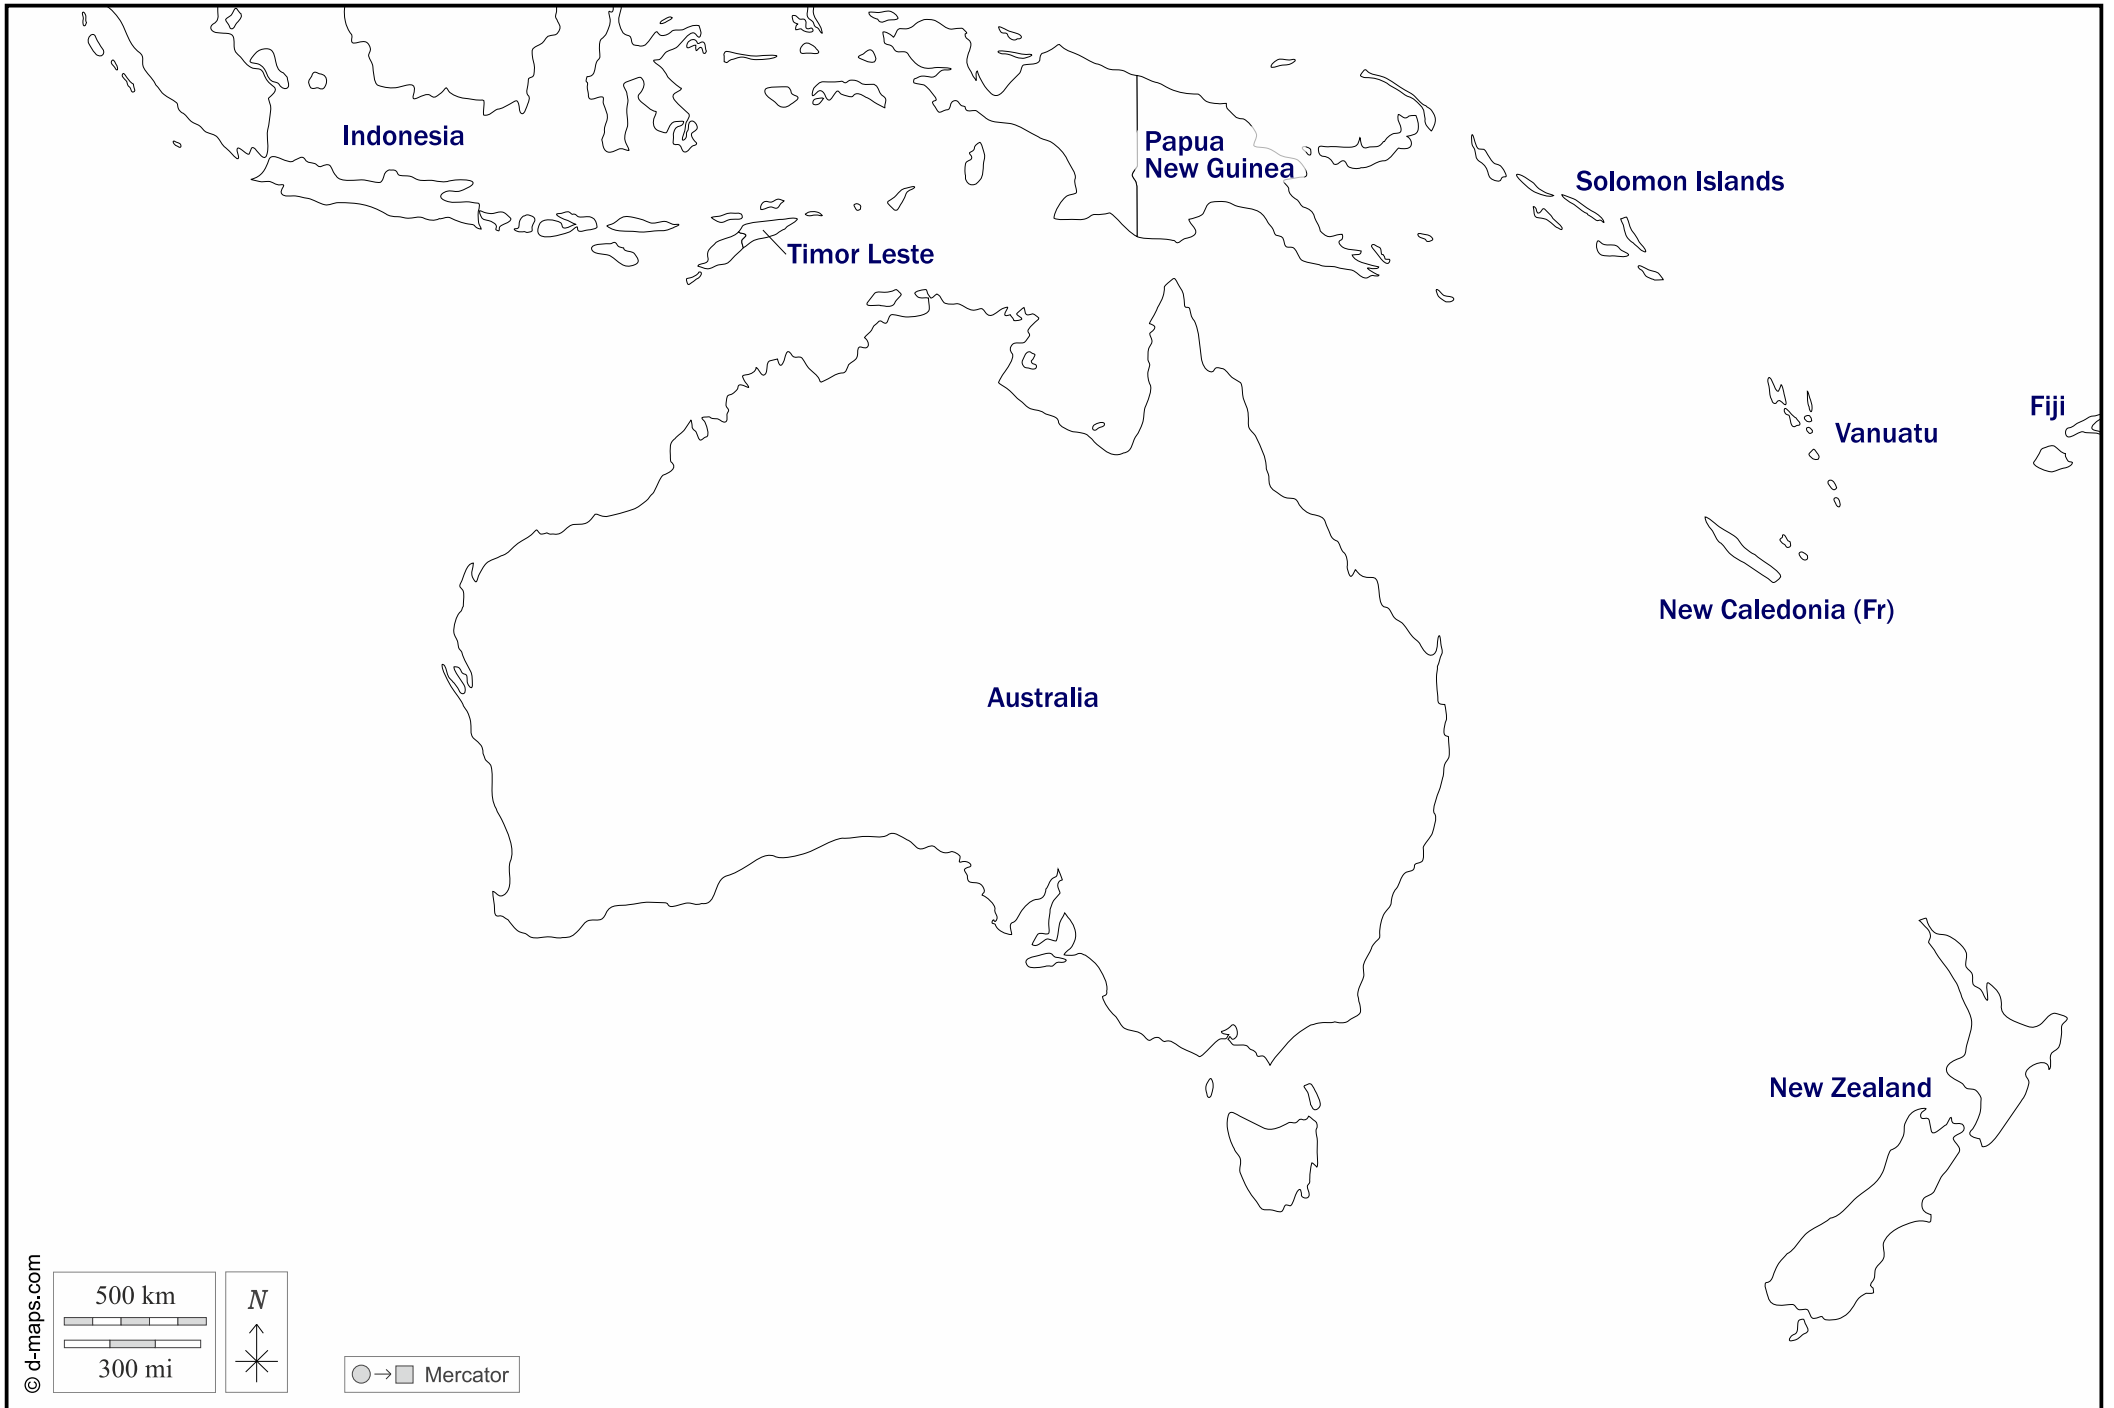 Indonesia
Papua
New Guinea
Solomon Islands
Timor Leste
Fiji
Vanuatu
New Caledonia (Fr)
Australia
New Zealand
© d-maps.com
500 km
300 mi
N
Mercator